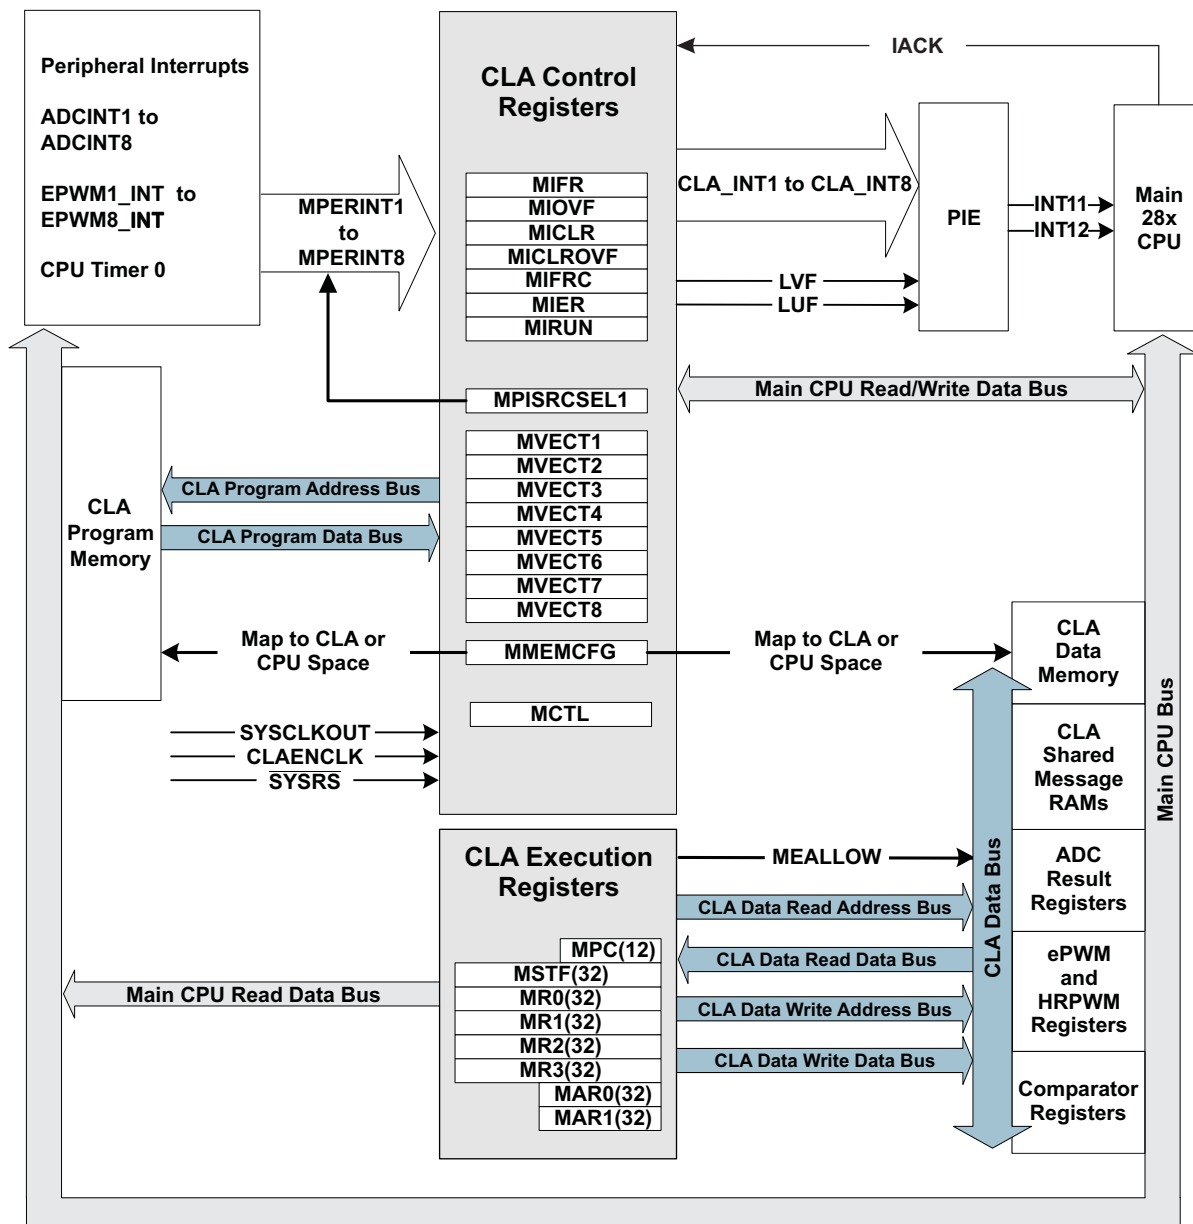 Peripheral Interrupts
ADCINT1 to
ADCINT8
EPWM1_INT to
EPWM8_INT
CPU Timer 0
MPERINT1
to
MPERINT8
CLA Control
Registers
MIFR
MIOVF
MICLR
MICLROVF
MIFRC
MIER
MIRUN
MPISRCSEL1
MVECT1
MVECT2
MVECT3
MVECT4
MVECT5
MVECT6
MVECT7
MVECT8
MMEMCFG
MCTL
IACK
CLA_INT1 to CLA_INT8
LVF
LUF
PIE
INT11
INT12
Main
28x
CPU
Main CPU Read/Write Data Bus
CLA
Program
Memory
CLA Program Address Bus
CLA Program Data Bus
Map to CLA or
CPU Space
Map to CLA or
CPU Space
SYSCLKOUT
CLAENCLK
SYSRS
CLA
Data
Memory
CLA
Shared
Message
RAMs
ADC
Result
Registers
ePWM
and
HRPWM
Registers
Comparator
Registers
Main CPU Bus
CLA Data Bus
CLA Execution
Registers
MPC(12)
MSTF(32)
MR0(32)
MR1(32)
MR2(32)
MR3(32)
MAR0(32)
MAR1(32)
MEALLOW
CLA Data Read Address Bus
CLA Data Read Data Bus
CLA Data Write Address Bus
CLA Data Write Data Bus
Main CPU Read Data Bus